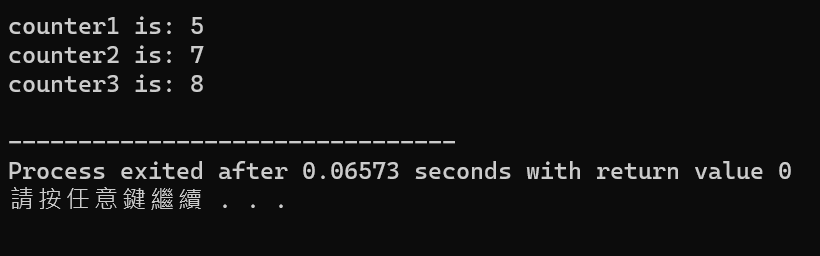 counter1 is: 5
counter2 is: 7
counter3 is: 8
--------------------------------
Process exited after 0.06573 seconds with return value 0
請按任意鍵繼續 . . .